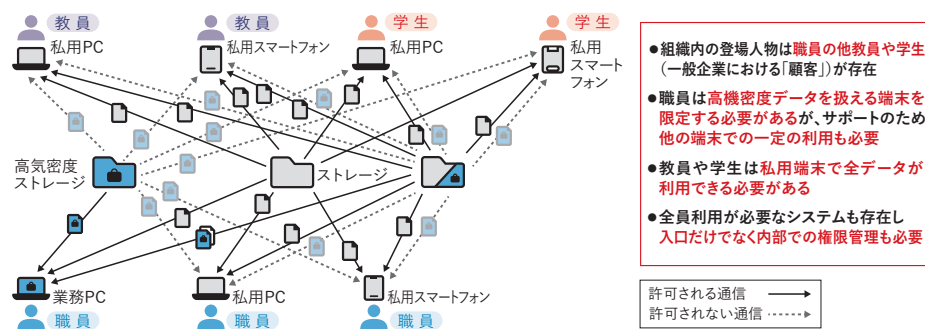 教員
教員
学生
学生
私用PC
私用スマートフォン
私用PC
私用
スマート
フォン
高気密度
ストレージ
ストレージ
業務PC
私用PC
私用スマートフォン
職員
職員
職員
●組織内の登場人物は職員の他教員や学生
（一般企業における「顧客」）が存在
●職員は高機密度データを扱える端末を
限定する必要があるが、サポートのため
他の端末での一定の利用も必要
●教員や学生は私用端末で全データが
利用できる必要がある
●全員利用が必要なシステムも存在し
入口だけでなく内部での権限管理も必要
許可される通信
許可されない通信